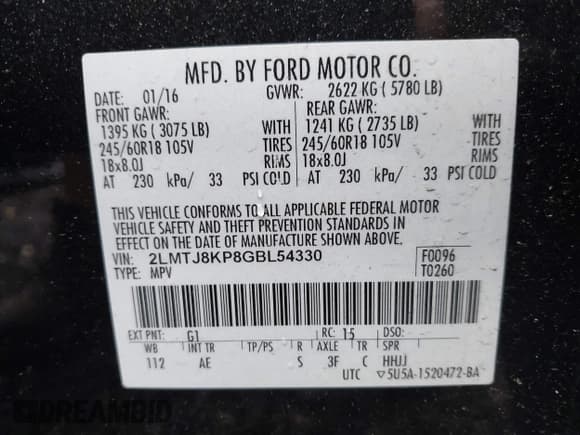 MFD. BY FORD MOTOR CO.
DATE: 01/16 GVWR: 2622 KG ( 5780 LB)
FRONT GAWR: REAR GAWR:
1395 KG ( 3075 LB) WITH 1241 KG ( 2735 LB) WITH
245/60R18 105V TIRES 245/60R18 105V TIRES
18x8.0J RIMS 18x8.0J RIMS
AT 230 kPa/ 33 PSI COLD AT 230 kPa/ 33 PSI COLD
THIS VEHICLE CONFORMS TO ALL APPLICABLE FEDERAL MOTOR
VEHICLE SAFETY AND THEFT PREVENTION STANDARDS IN
EFFECT ON THE DATE OF MANUFACTURE SHOWN ABOVE.
VIN: 2LMTJ8KP8GBL54330 F0096
TYPE: MPV T0260
EXT PNT: G1 RC: 15 DSO:
WB INT TR TP/PS R AXLE TR SPR
112 AE S 3F C HHJJ
UTC ▽5U5A-1520472-BA
DREAMBID